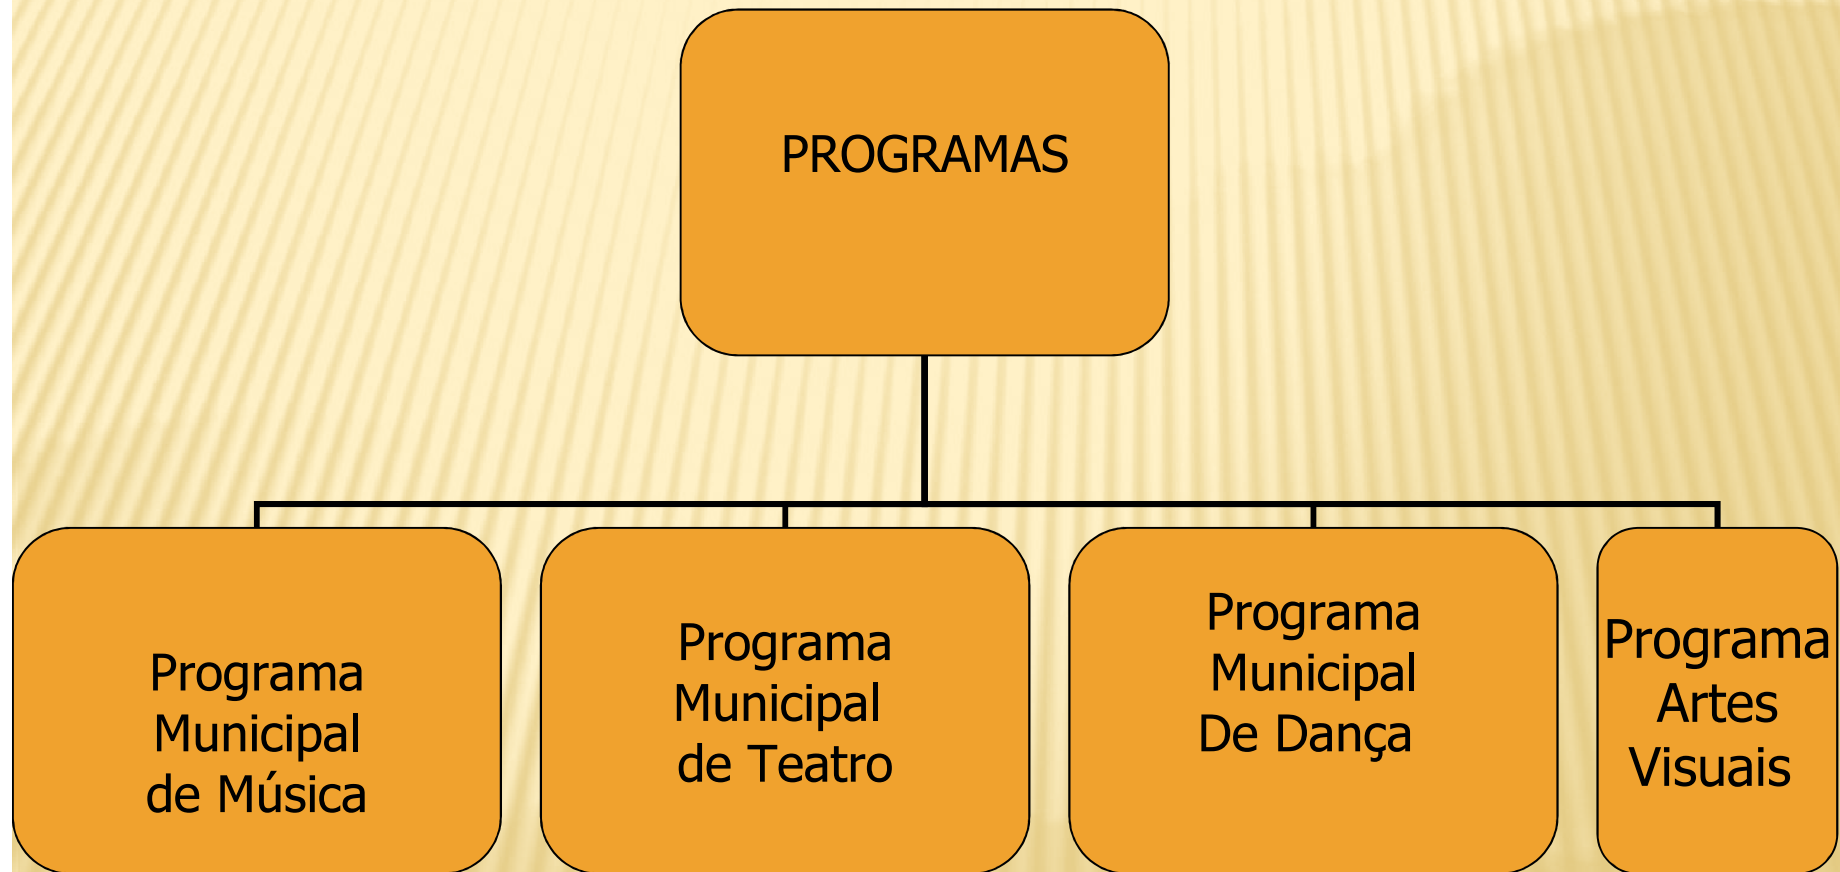 PROGRAMAS
Programa
Municipal
de Música
Programa
Municipal
de Teatro
Programa
Municipal
De Dança
Programa
Artes
Visuais